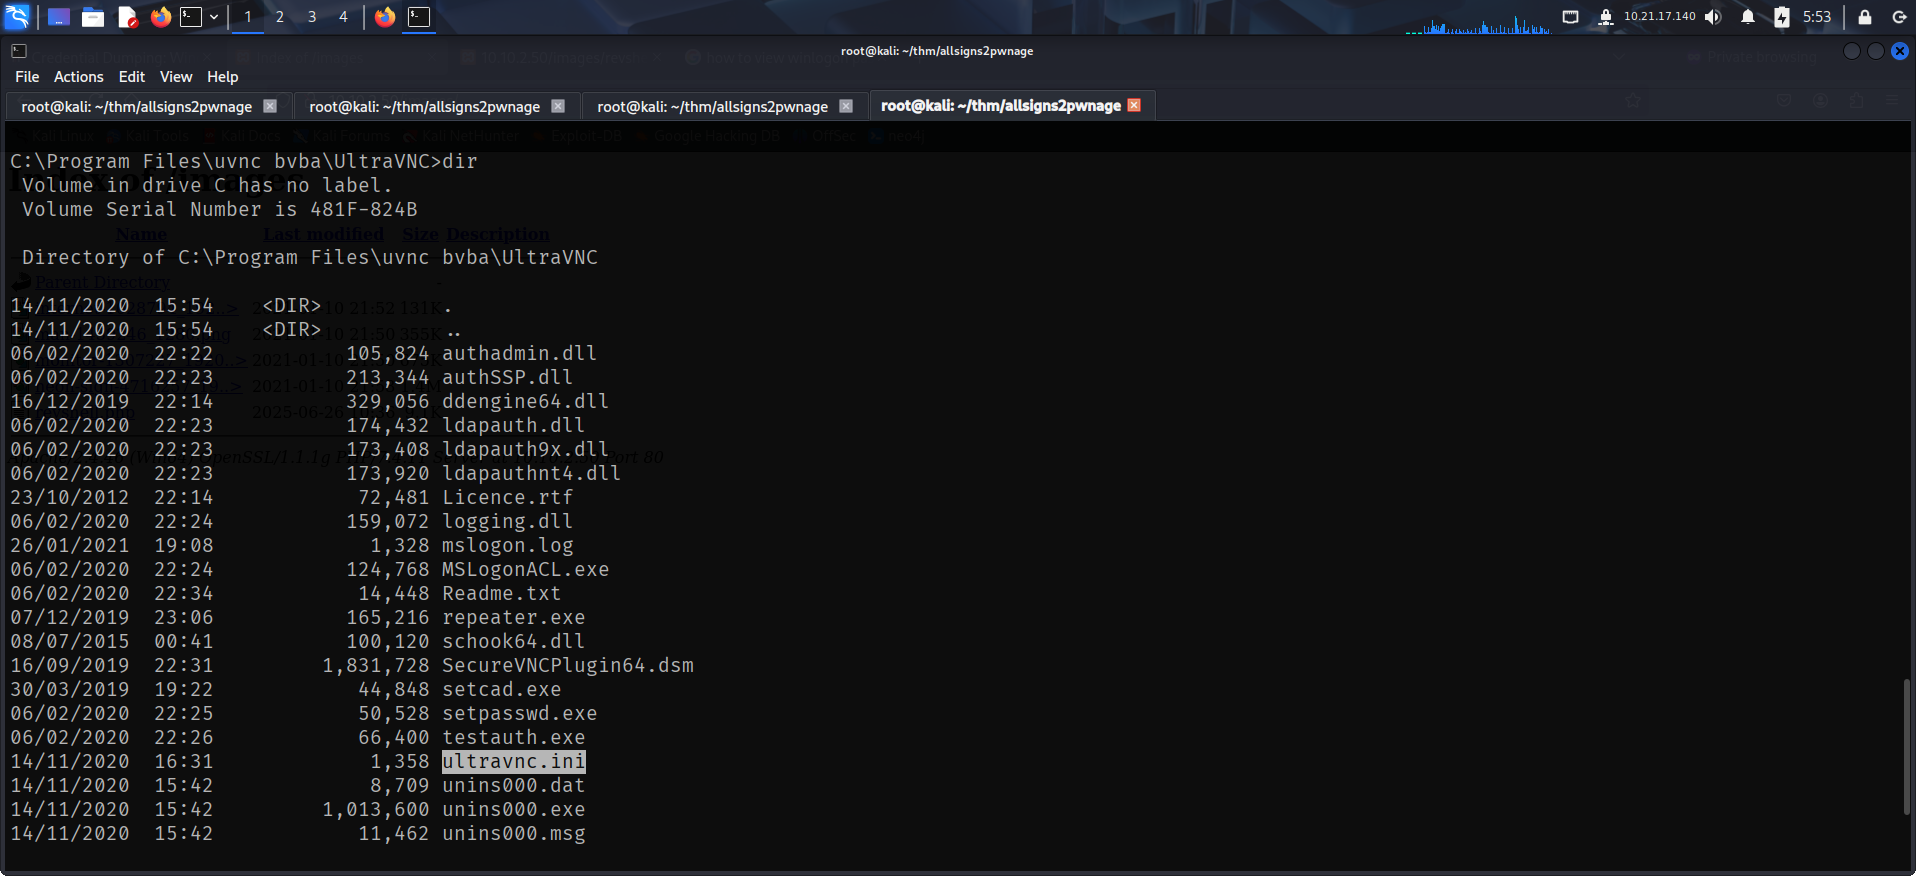 1 2 3 4 10.21.17.140 5:53
root@kali: ~/thm/allsigns2pwnage
File Actions Edit View Help
root@kali: ~/thm/allsigns2pwnage root@kali: ~/thm/allsigns2pwnage root@kali: ~/thm/allsigns2pwnage root@kali: ~/thm/allsigns2pwnage
C:\Program Files\uvnc bvba\UltraVNC>dir
Volume in drive C has no label.
Volume Serial Number is 481F-824B
Name Last modified Size Description
Directory of C:\Program Files\uvnc bvba\UltraVNC
Parent Directory
14/11/2020 15:54 <DIR> .
14/11/2020 15:54 <DIR> ..
06/02/2020 22:22 105,824 authadmin.dll
06/02/2020 22:23 213,344 authSSP.dll
16/12/2019 22:14 329,056 ddengine64.dll
06/02/2020 22:23 174,432 ldapauth.dll
06/02/2020 22:23 173,408 ldapauth9x.dll
06/02/2020 22:23 173,920 ldapauthnt4.dll
23/10/2012 22:14 72,481 Licence.rtf
06/02/2020 22:24 159,072 logging.dll
26/01/2021 19:08 1,328 mslogon.log
06/02/2020 22:24 124,768 MSLogonACL.exe
06/02/2020 22:34 14,448 Readme.txt
07/12/2019 23:06 165,216 repeater.exe
08/07/2015 00:41 100,120 schook64.dll
16/09/2019 22:31 1,831,728 SecureVNCPlugin64.dsm
30/03/2019 19:22 44,848 setcad.exe
06/02/2020 22:25 50,528 setpasswd.exe
06/02/2020 22:26 66,400 testauth.exe
14/11/2020 16:31 1,358 ultravnc.ini
14/11/2020 15:42 8,709 unins000.dat
14/11/2020 15:42 1,013,600 unins000.exe
14/11/2020 15:42 11,462 unins000.msg